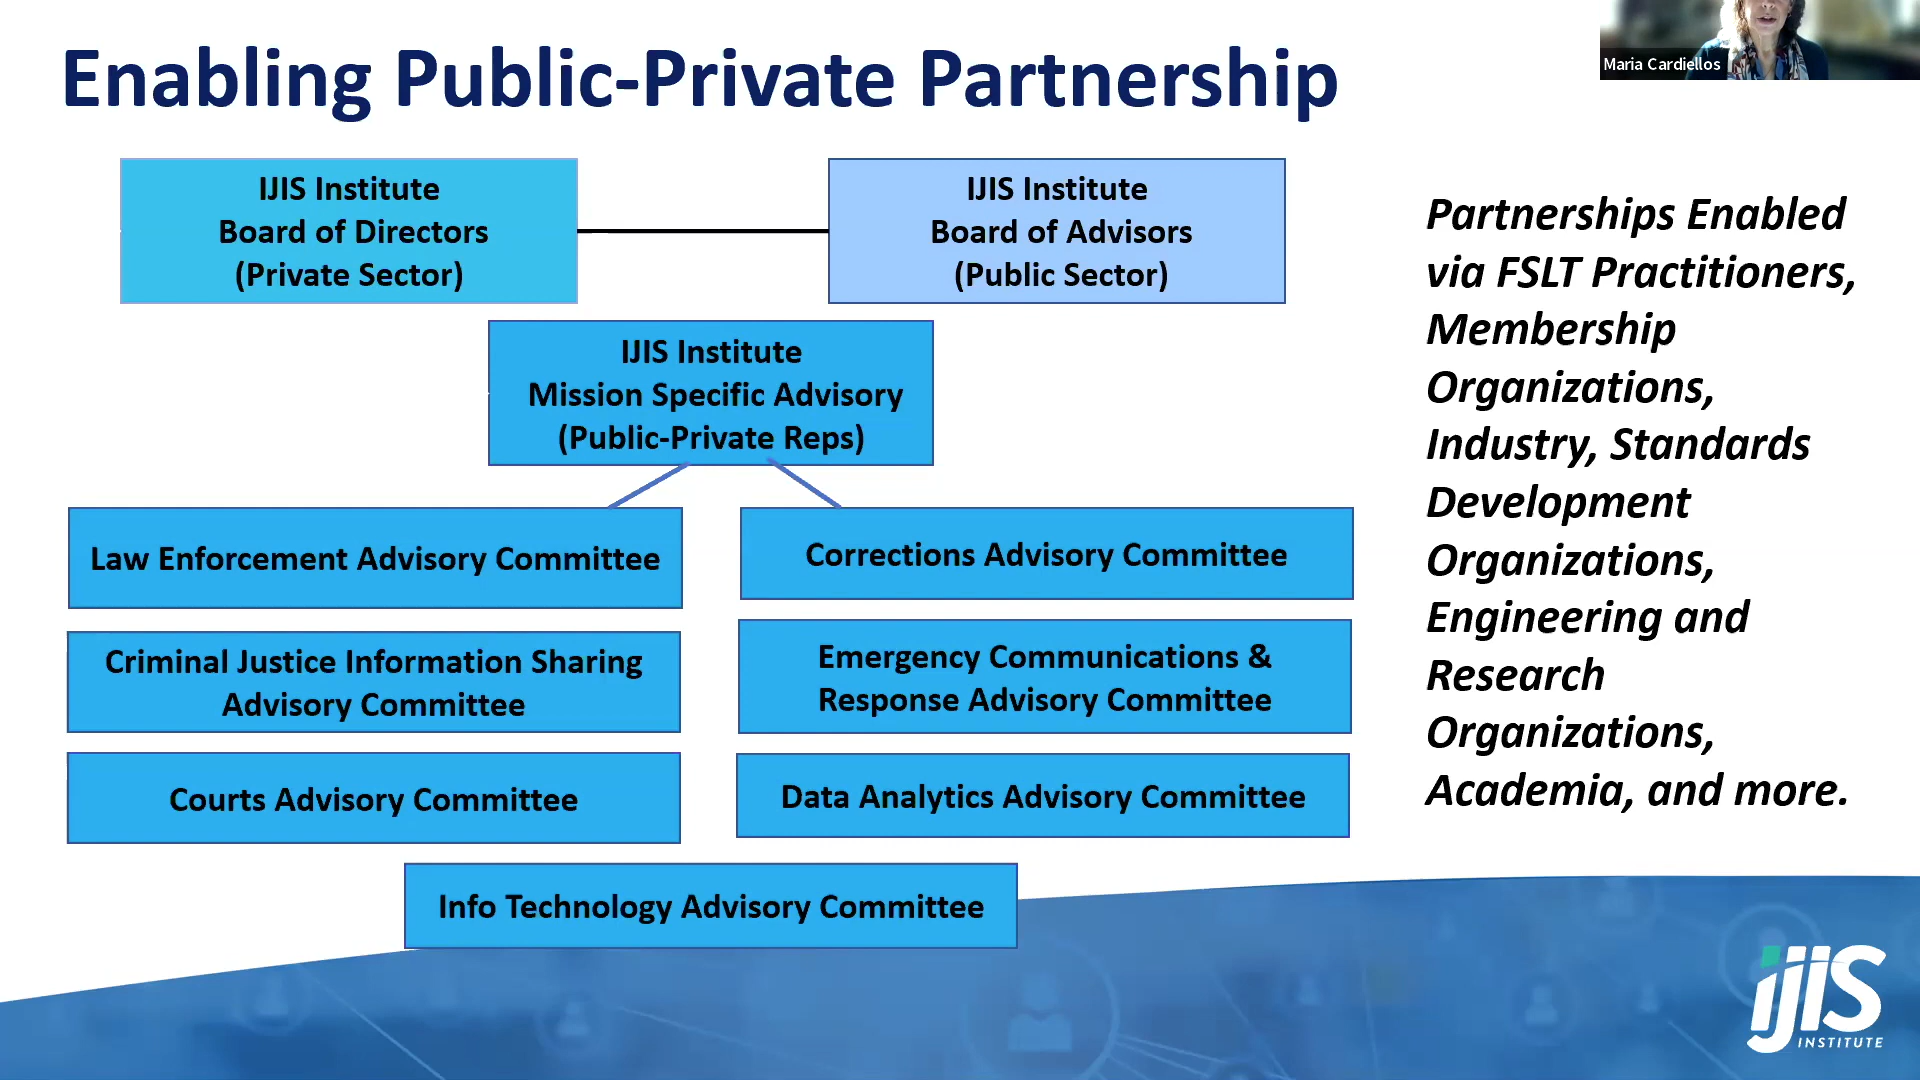 Enabling Public-Private Partnership
Maria Cardiellos
IJIS Institute
Board of Directors
(Private Sector)
IJIS Institute
Board of Advisors
(Public Sector)
IJIS Institute
Mission Specific Advisory
(Public-Private Reps)
Law Enforcement Advisory Committee
Corrections Advisory Committee
Criminal Justice Information Sharing
Advisory Committee
Emergency Communications &
Response Advisory Committee
Courts Advisory Committee
Data Analytics Advisory Committee
Info Technology Advisory Committee
Partnerships Enabled
via FSLT Practitioners,
Membership
Organizations,
Industry, Standards
Development
Organizations,
Engineering and
Research
Organizations,
Academia, and more.
IJIS
INSTITUTE